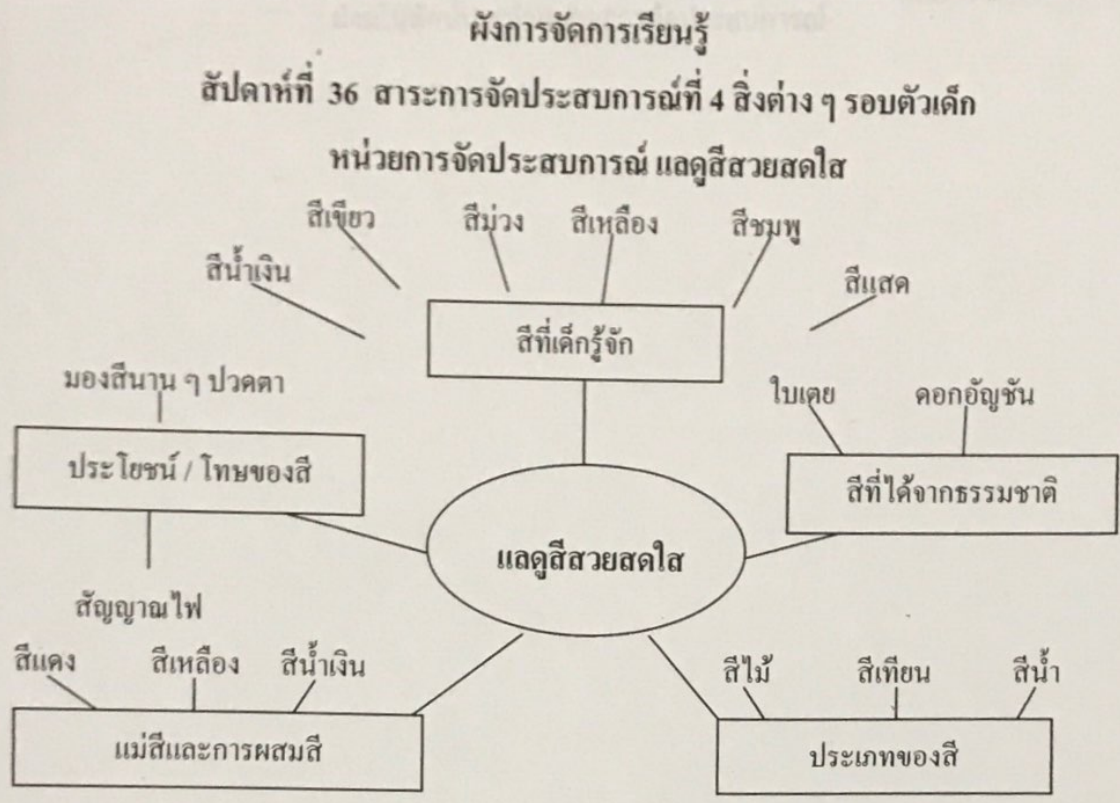 ผังการจัดการเรียนรู้
สัปดาห์ที่ 36 สาระการจัดประสบการณ์ที่ 4 สิ่งต่าง ๆ รอบตัวเด็ก
หน่วยการจัดประสบการณ์ แลดูสีสวยสดใส
สีเขียว สีม่วง สีเหลือง สีชมพู
สีน้ำเงิน สีแสด
สีที่เด็กรู้จัก
มองสีนาน ๆ ปวดตา ใบเตย ดอกอัญชัน
ประโยชน์ / โทษของสี สีที่ได้จากธรรมชาติ
แลดูสีสวยสดใส
สัญญาณไฟ
สีแดง สีเหลือง สีน้ำเงิน สีไม้ สีเทียน สีน้ำ
แม่สีและการผสมสี ประเภทของสี